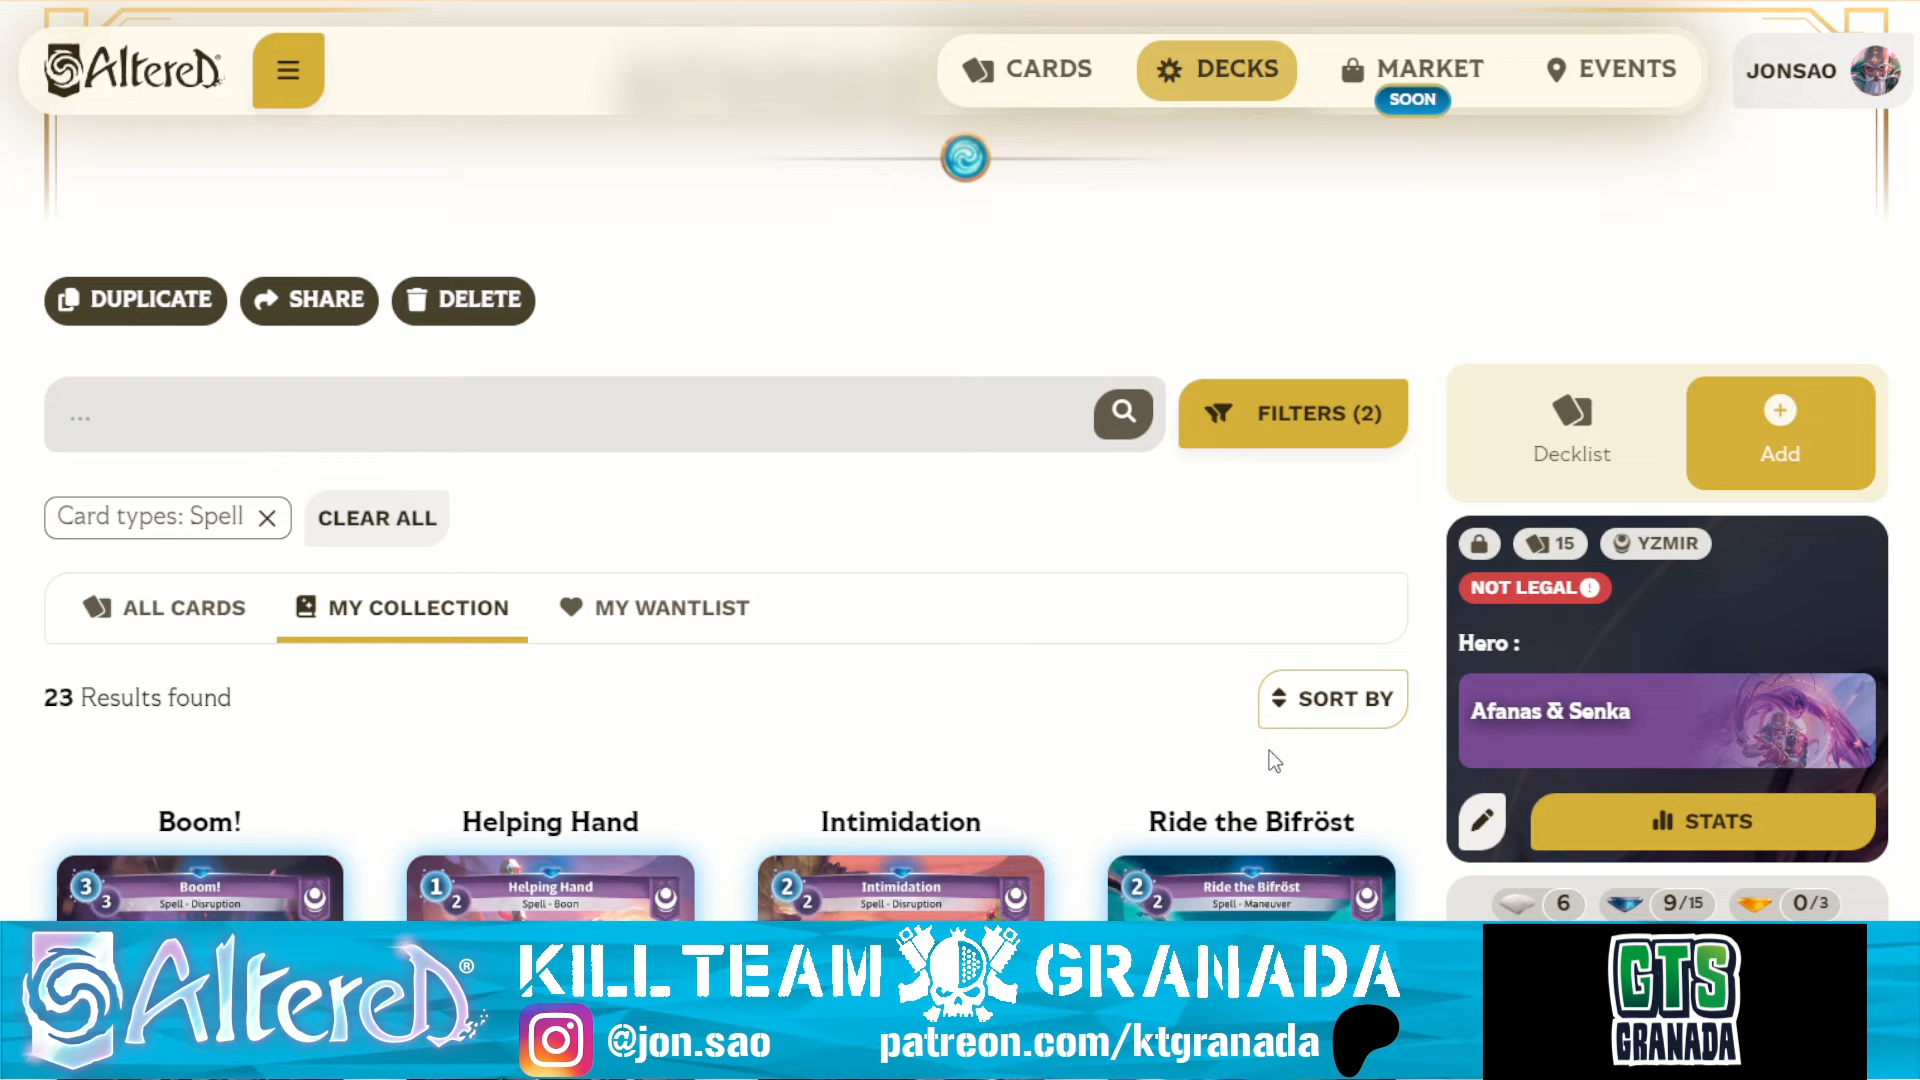 Altered
CARDS
DECKS
MARKET
SOON
EVENTS
JONSAO
DUPLICATE
SHARE
DELETE
...
FILTERS (2)
Decklist
Add
Card types: Spell
CLEAR ALL
15
YZMIR
NOT LEGAL !
ALL CARDS
MY COLLECTION
MY WANTLIST
Hero :
Afanas & Senka
23 Results found
SORT BY
STATS
Boom!
Helping Hand
Intimidation
Ride the Bifröst
3
3
Boom!
Spell - Disruption
1
2
Helping Hand
Spell - Boon
2
2
Intimidation
Spell - Disruption
2
2
Ride the Bifröst
Spell - Maneuver
6
9/15
0/3
Altered®
KILL TEAM GRANADA
@jon.sao
patreon.com/ktgranada
GTS
GRANADA